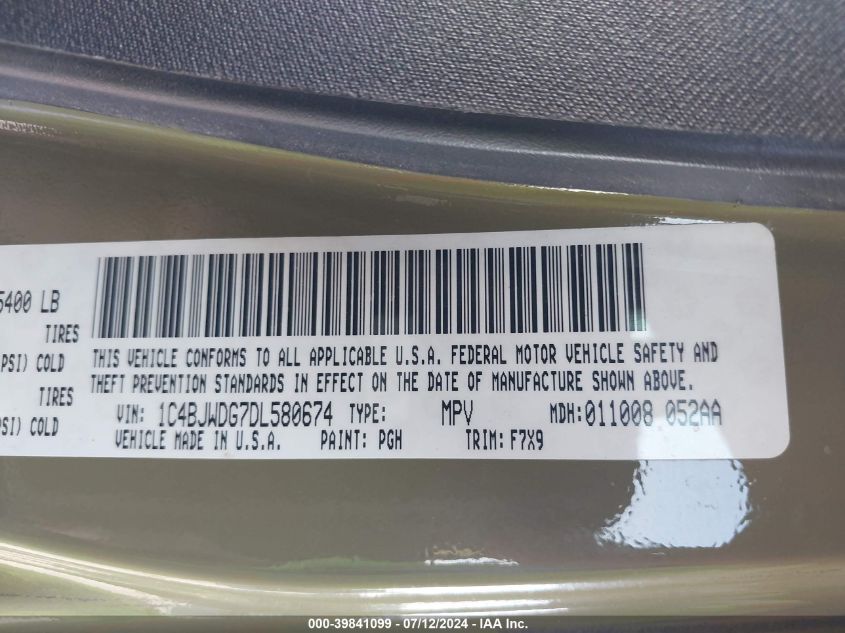 5400 LB
TIRES
PSI) COLD
TIRES
PSI) COLD
THIS VEHICLE CONFORMS TO ALL APPLICABLE U.S.A. FEDERAL MOTOR VEHICLE SAFETY AND
THEFT PREVENTION STANDARDS IN EFFECT ON THE DATE OF MANUFACTURE SHOWN ABOVE.
VIN: 1C4BJWDG7DL580674 TYPE: MPV MDH:011008 052AA
VEHICLE MADE IN U.S.A. PAINT: PGH TRIM: F7X9
000-39841099 - 07/12/2024 - IAA Inc.